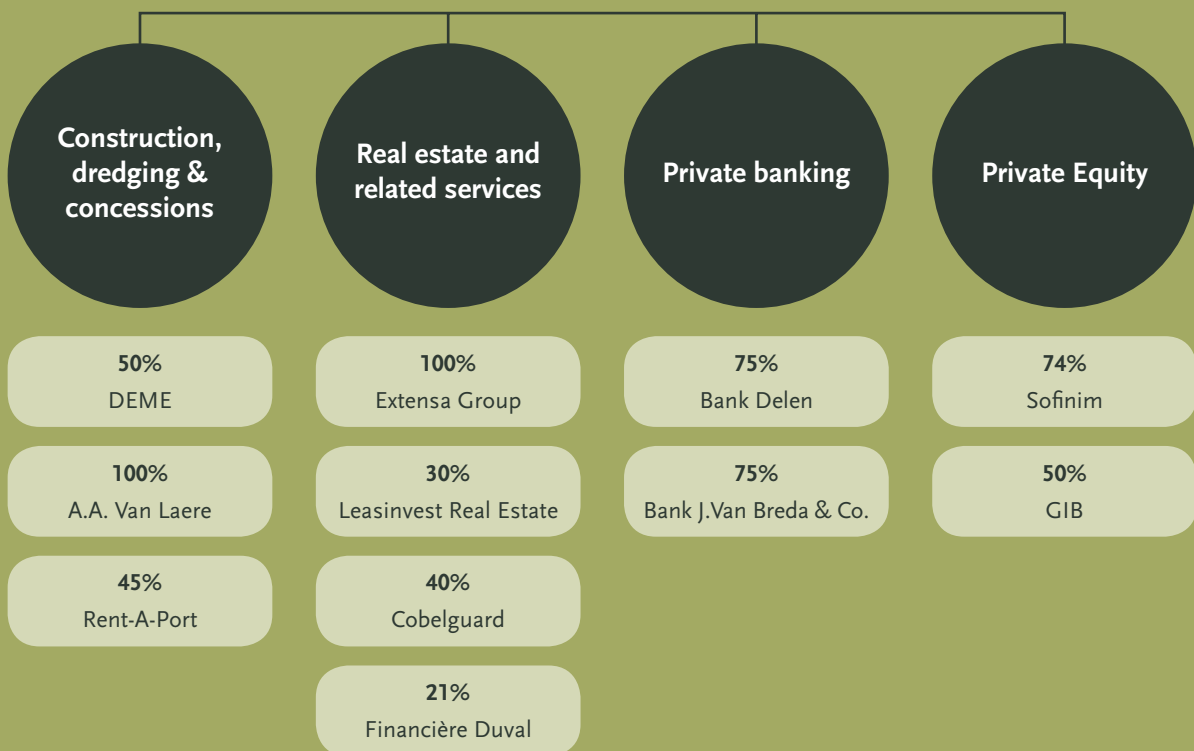 Construction,
dredging &
concessions
50%
DEME
100%
A.A. Van Laere
45%
Rent-A-Port
Real estate and
related services
100%
Extensa Group
30%
Leasinvest Real Estate
40%
Cobelguard
21%
Financière Duval
Private banking
75%
Bank Delen
75%
Bank J.Van Breda & Co.
Private Equity
74%
Sofinim
50%
GIB